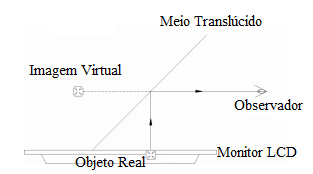 Meio Translúcido
Imagem Virtual
Observador
Monitor LCD
Objeto Real